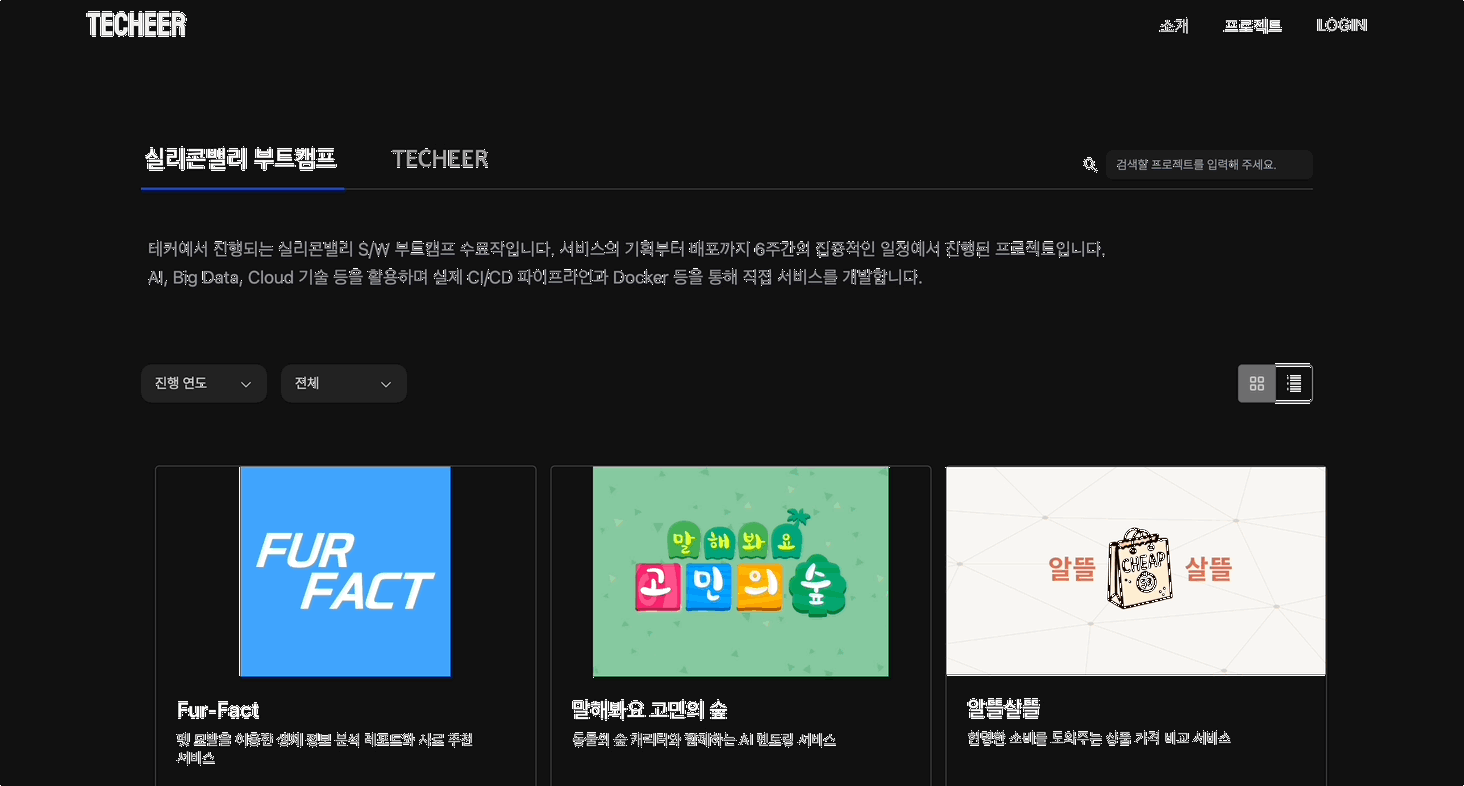 TECHEER
소개
프로젝트
LOGIN
실리콘밸리 부트캠프
TECHEER
검색할 프로젝트를 입력해 주세요.
테커에서 진행되는 실리콘밸리 S/W 부트캠프 수료작입니다. 서비스의 기획부터 배포까지 6주간의 집중적인 일정에서 진행된 프로젝트입니다.
AI, Big Data, Cloud 기술 등을 활용하며 실제 CI/CD 파이프라인과 Docker 등을 통해 직접 서비스를 개발합니다.
진행 연도
전체
FUR
FACT
말해봐요
고민의숲
알뜰
CHEAP
살뜰
Fur-Fact
말해봐요 고민의 숲
알뜰살뜰
펫 모발을 이용한 생체 정보 분석 레포트와 사료 추천
서비스
동물의 숲 캐릭터와 함께하는 AI 멘토링 서비스
현명한 소비를 도와주는 상품 가격 비교 서비스